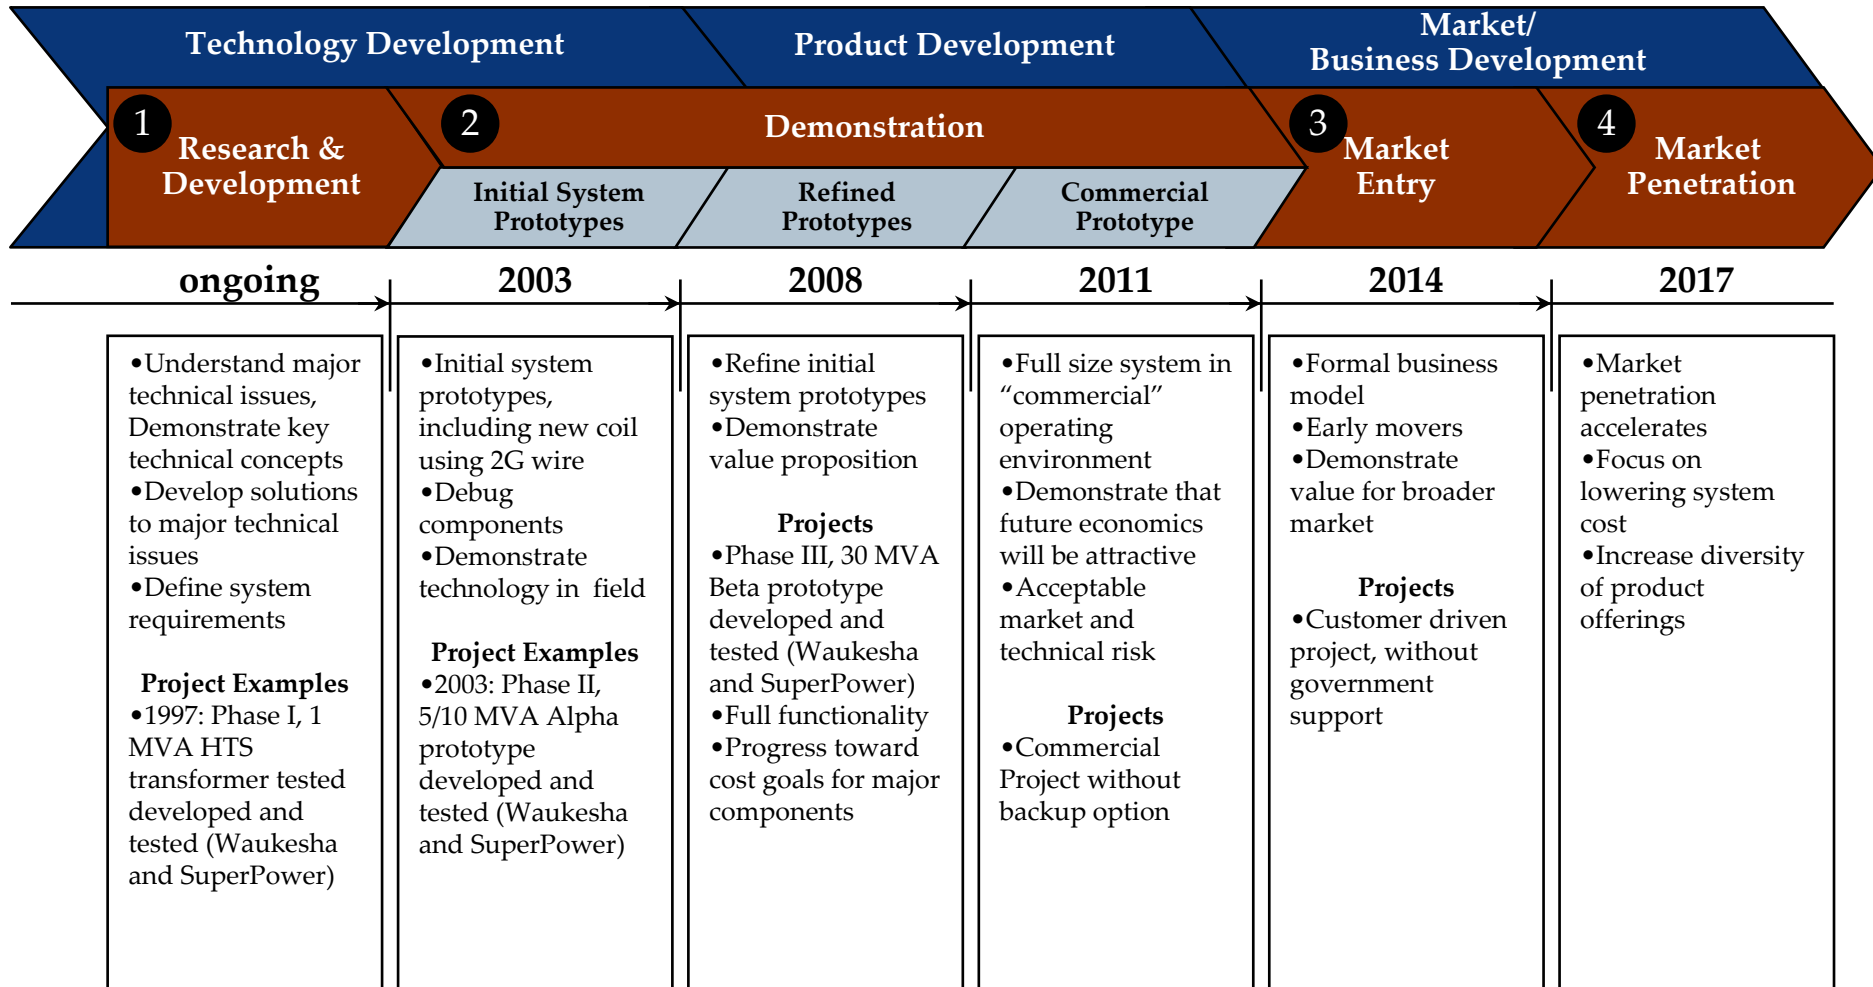 Technology Development
Product Development
Market/
Business Development
1
Research &
Development
2
Demonstration
Initial System
Prototypes
Refined
Prototypes
Commercial
Prototype
3
Market
Entry
4
Market
Penetration
ongoing
2003
2008
2011
2014
2017
•Understand major
technical issues,
Demonstrate key
technical concepts
•Develop solutions
to major technical
issues
•Define system
requirements
Project Examples
•1997: Phase I, 1
MVA HTS
transformer tested
developed and
tested (Waukesha
and SuperPower)
•Initial system
prototypes,
including new coil
using 2G wire
•Debug
components
•Demonstrate
technology in  field
Project Examples
•2003: Phase II,
5/10 MVA Alpha
prototype
developed and
tested (Waukesha
and SuperPower)
•Refine initial
system prototypes
•Demonstrate
value proposition
Projects
•Phase III, 30 MVA
Beta prototype
developed and
tested (Waukesha
and SuperPower)
•Full functionality
•Progress toward
cost goals for major
components
•Full size system in
“commercial”
operating
environment
•Demonstrate that
future economics
will be attractive
•Acceptable
market and
technical risk
Projects
•Commercial
Project without
backup option
•Formal business
model
•Early movers
•Demonstrate
value for broader
market
Projects
•Customer driven
project, without
government
support
•Market
penetration
accelerates
•Focus on
lowering system
cost
•Increase diversity
of product
offerings